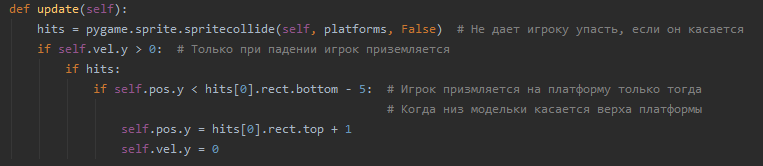 def update(self):
hits = pygame.sprite.spritecollide(self, platforms, False)  # Не дает игроку упасть, если он касается
if self.vel.y > 0:  # Только при падении игрок приземляется
if hits:
if self.pos.y < hits[0].rect.bottom - 5:  # Игрок призмляется на платформу только тогда
# Когда низ модельки касается верха платформы
self.pos.y = hits[0].rect.top + 1
self.vel.y = 0